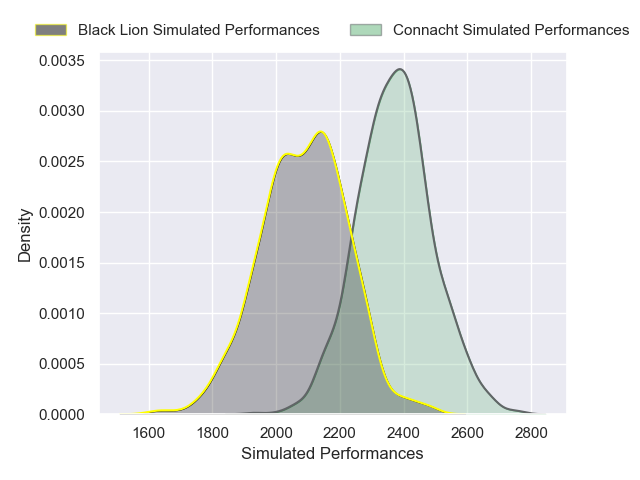 Black Lion Simulated Performances
Connacht Simulated Performances
0.0035
0.0030
0.0025
0.0020
0.0015
0.0010
0.0005
0.0000
Density
1600 1800 2000 2200 2400 2600 2800
Simulated Performances